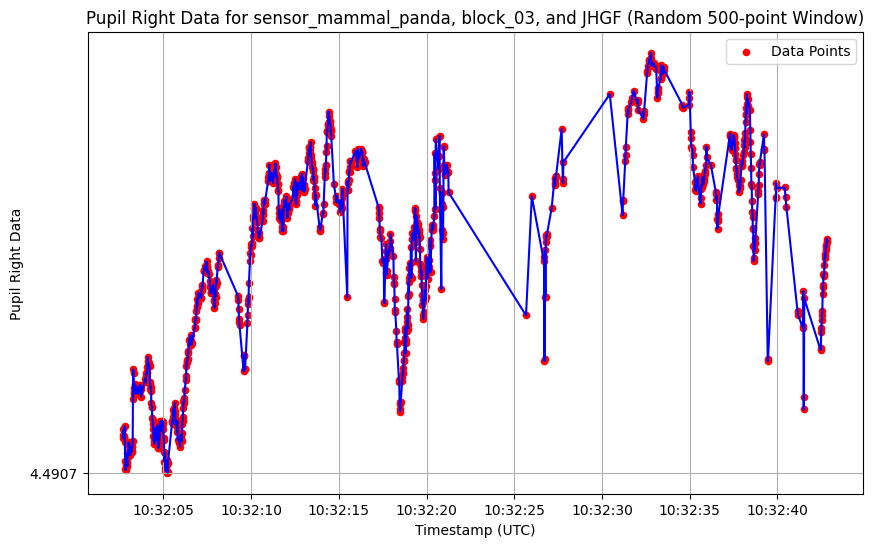 Pupil Right Data for sensor_mammal_panda, block_03, and JHGF (Random 500-point Window)
Data Points
Pupil Right Data
4.4907
10:32:05 10:32:10 10:32:15 10:32:20 10:32:25 10:32:30 10:32:35 10:32:40
Timestamp (UTC)